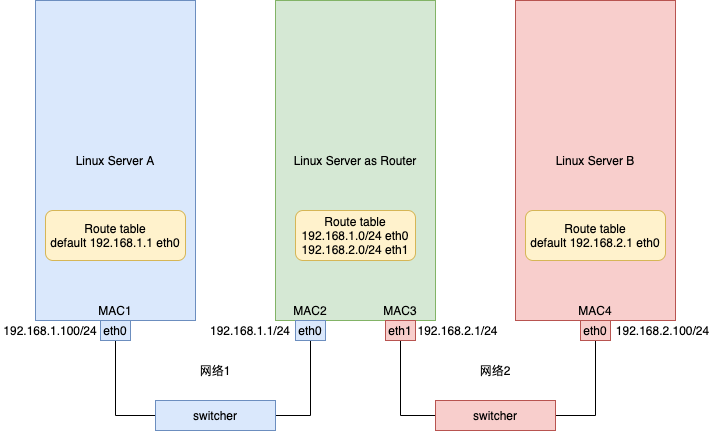 Linux Server A
Linux Server as Router
Linux Server B
Route table
default 192.168.1.1 eth0
Route table
192.168.1.0/24 eth0
192.168.2.0/24 eth1
Route table
default 192.168.2.1 eth0
MAC1
MAC2
MAC3
MAC4
192.168.1.100/24
eth0
192.168.1.1/24
eth0
eth1
192.168.2.1/24
eth0
192.168.2.100/24
网络1
网络2
switcher
switcher